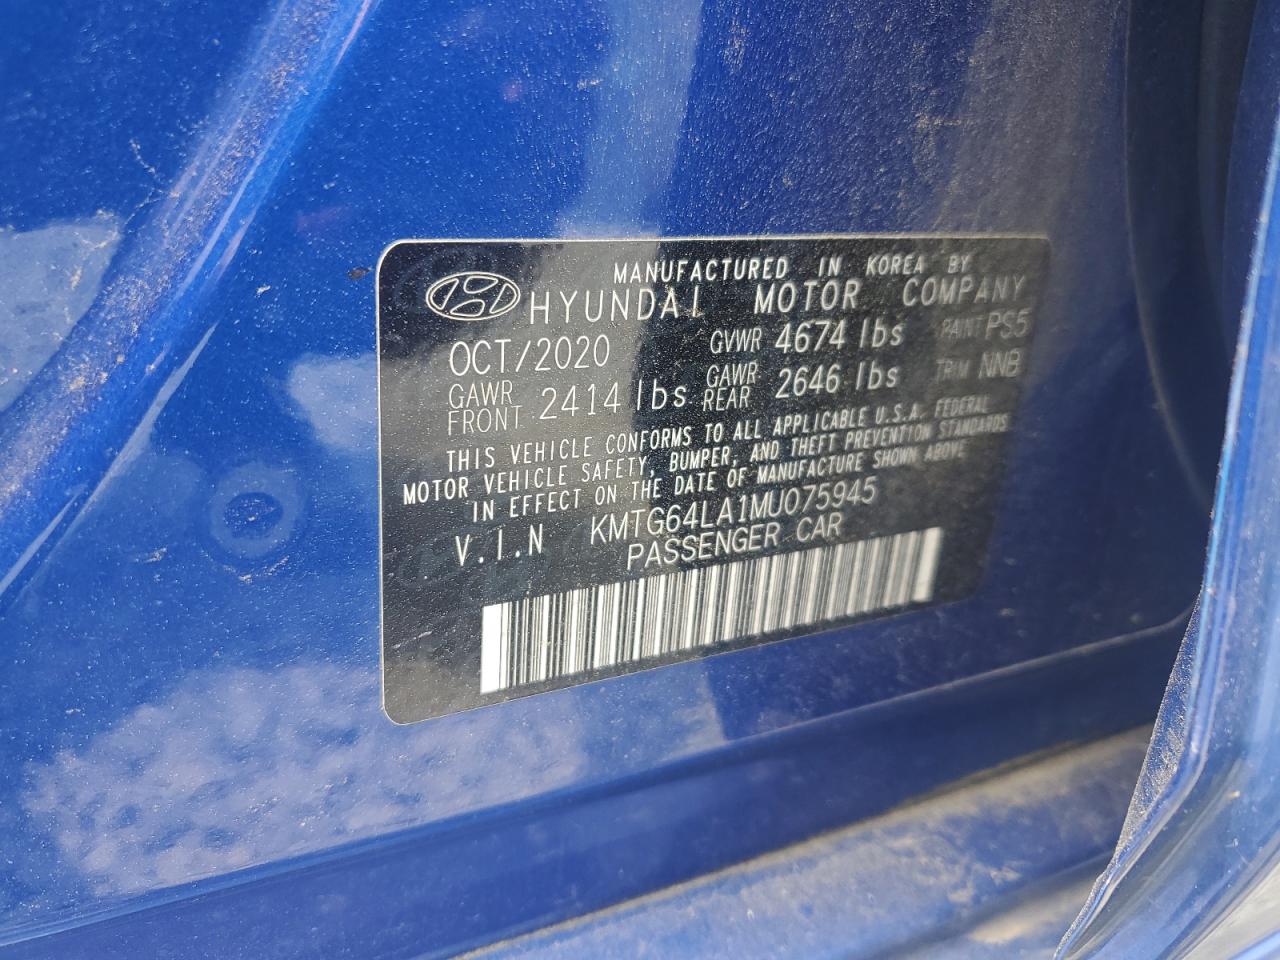 MANUFACTURED IN KOREA BY
HYUNDAI MOTOR COMPANY
OCT/2020 GVWR 4674 lbs PAINT PS5
GAWR FRONT 2414 lbs GAWR REAR 2646 lbs TRIM NNB
THIS VEHICLE CONFORMS TO ALL APPLICABLE U.S.A. FEDERAL
MOTOR VEHICLE SAFETY, BUMPER, AND THEFT PREVENTION STANDARDS
IN EFFECT ON THE DATE OF MANUFACTURE SHOWN ABOVE
V.I.N KMTG64LA1MU075945
PASSENGER CAR